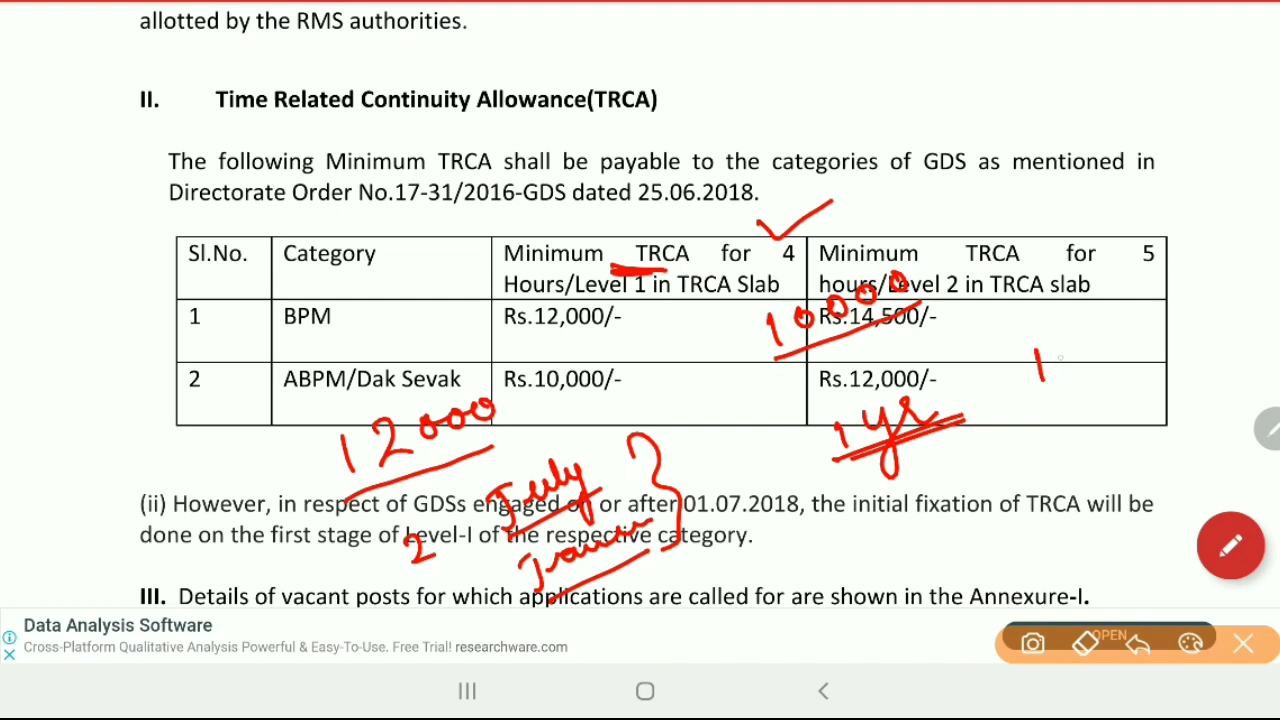 allotted by the RMS authorities.
II. Time Related Continuity Allowance(TRCA)
The following Minimum TRCA shall be payable to the categories of GDS as mentioned in
Directorate Order No.17-31/2016-GDS dated 25.06.2018.
Sl.No. Category Minimum TRCA for 4 Minimum TRCA for 5
Hours/Level 1 in TRCA Slab hours/Level 2 in TRCA slab
10000
1 BPM Rs.12,000/- Rs.14,500/-
1
2 ABPM/Dak Sevak Rs.10,000/- Rs.12,000/-
12000
1 yr
July
(ii) However, in respect of GDSs engaged on or after 01.07.2018, the initial fixation of TRCA will be
done on the first stage of Level-I of the respective category.
2
III. Details of vacant posts for which applications are called for are shown in the Annexure-I.
Data Analysis Software
Cross-Platform Qualitative Analysis Powerful & Easy-To-Use. Free Trial! researchware.com
OPEN